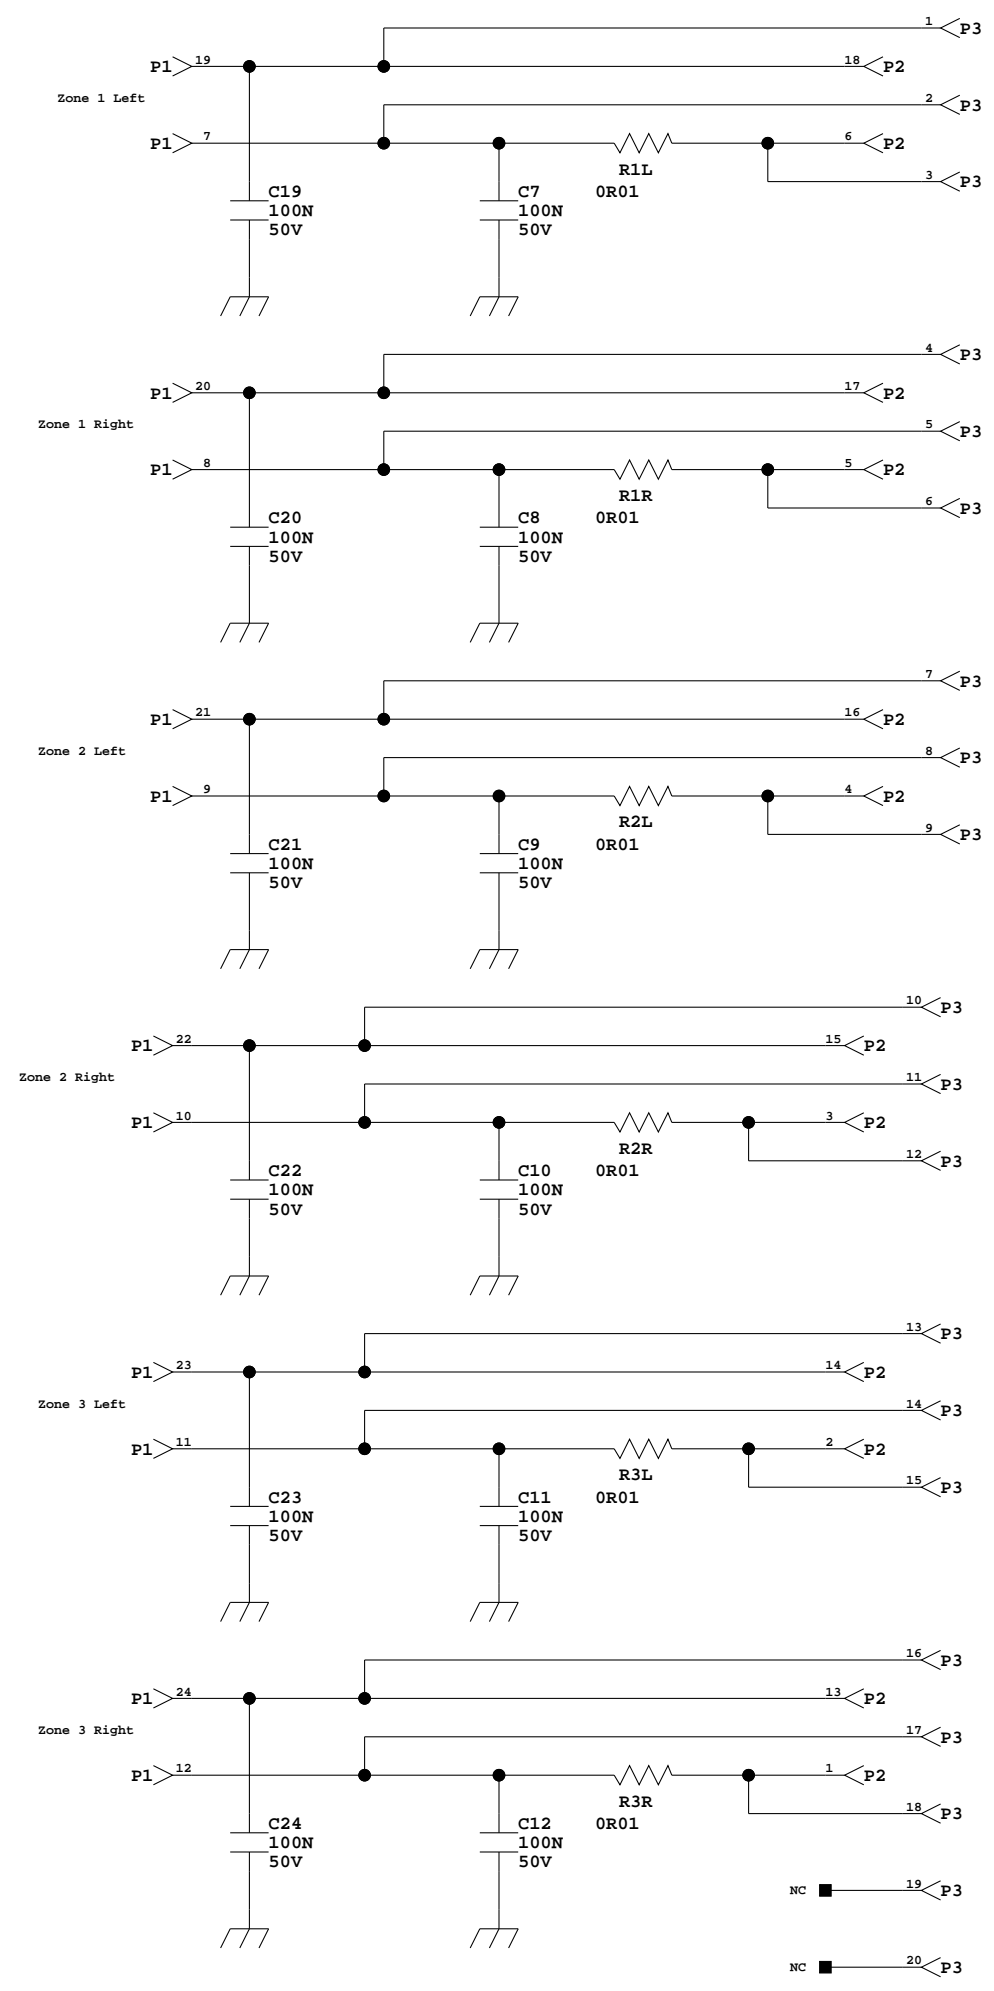 1 P3
P1 19 18 P2
Zone 1 Left
2 P3
P1 7 6 P2
R1L
0R01
3 P3
C19
100N
50V
C7
100N
50V
4 P3
P1 20 17 P2
Zone 1 Right
5 P3
P1 8 5 P2
R1R
0R01
6 P3
C20
100N
50V
C8
100N
50V
7 P3
P1 21 16 P2
Zone 2 Left
8 P3
P1 9 4 P2
R2L
0R01
9 P3
C21
100N
50V
C9
100N
50V
10 P3
P1 22 15 P2
Zone 2 Right
11 P3
P1 10 3 P2
R2R
0R01
12 P3
C22
100N
50V
C10
100N
50V
13 P3
P1 23 14 P2
Zone 3 Left
14 P3
P1 11 2 P2
R3L
0R01
15 P3
C23
100N
50V
C11
100N
50V
16 P3
P1 24 13 P2
Zone 3 Right
17 P3
P1 12 1 P2
R3R
0R01
18 P3
C24
100N
50V
C12
100N
50V
NC 19 P3
NC 20 P3